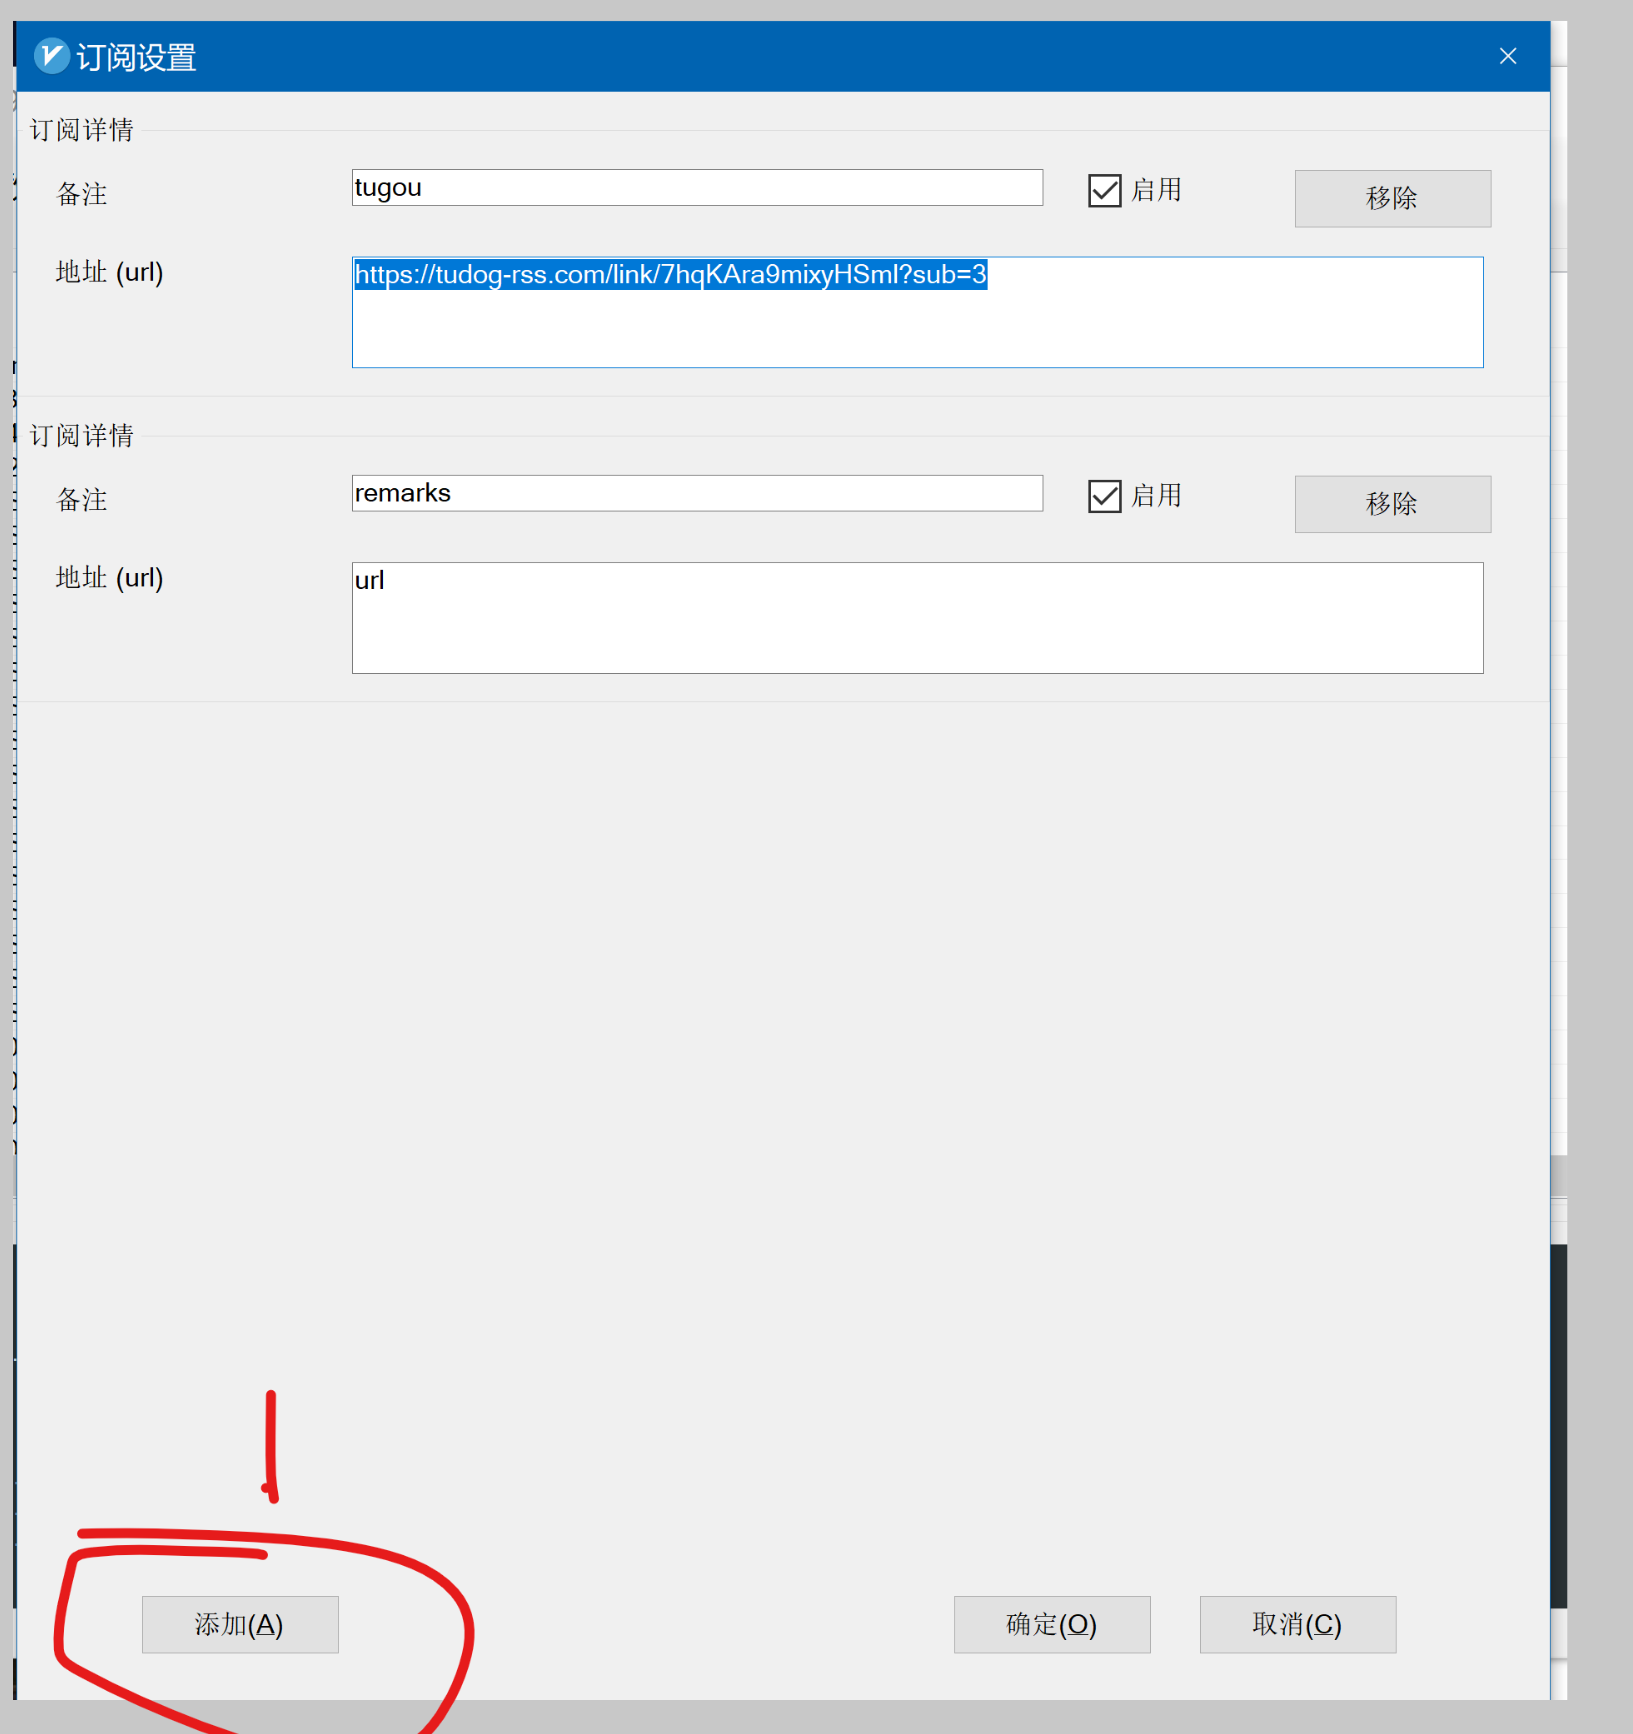 订阅设置
订阅详情
备注
tugou
启用
移除
地址 (url)
https://tudog-rss.com/link/7hqKAra9mixyHSml?sub=3
订阅详情
备注
remarks
启用
移除
地址 (url)
url
添加(A)
确定(O)
取消(C)